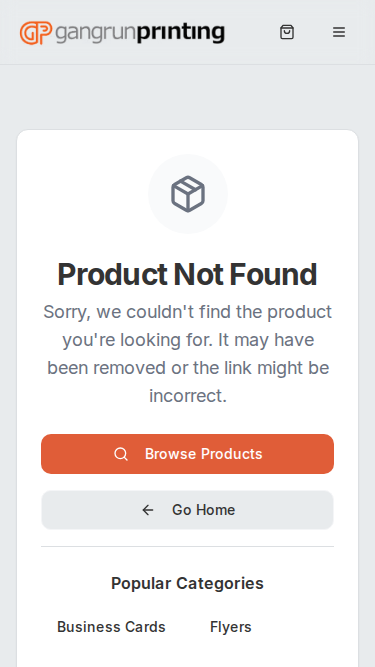 GP gangrunprinting
Product Not Found
Sorry, we couldn't find the product
you're looking for. It may have
been removed or the link might be
incorrect.
Browse Products
Go Home
Popular Categories
Business Cards Flyers